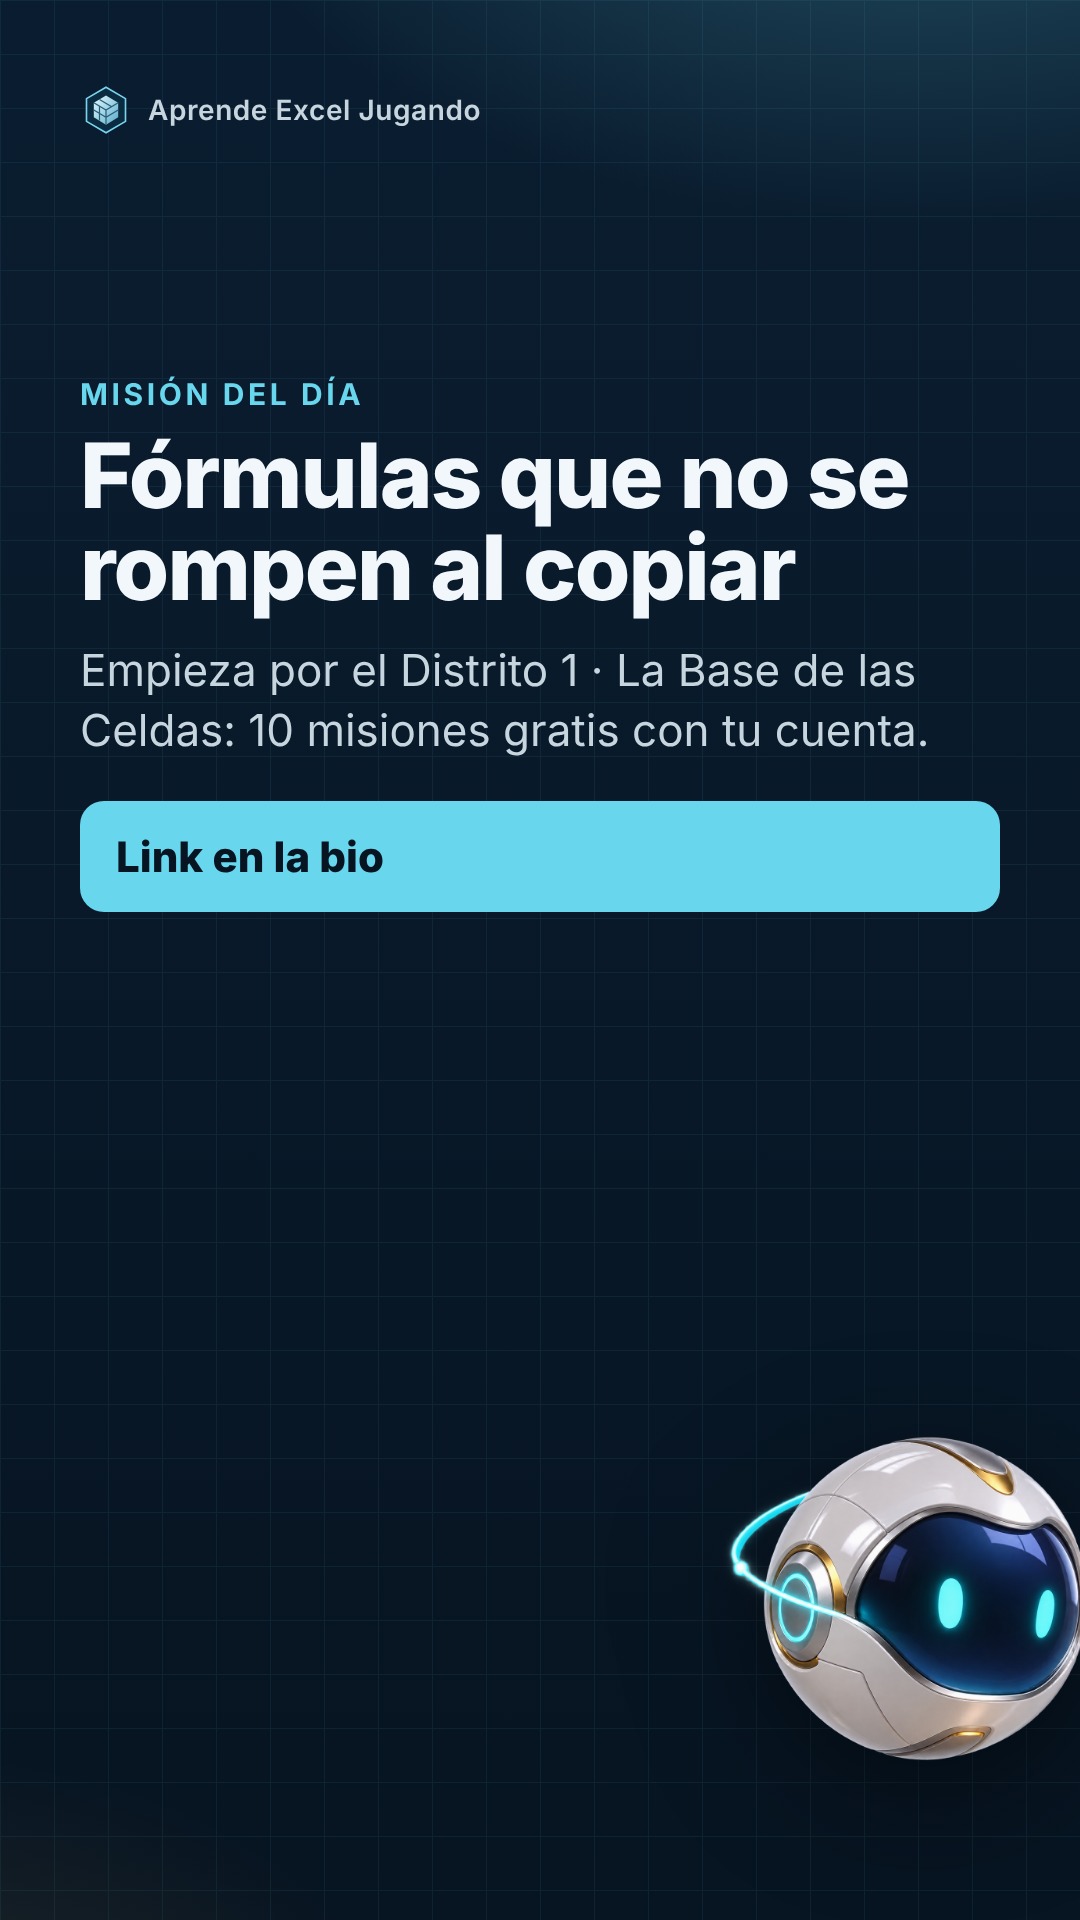 Aprende Excel Jugando
MISIÓN DEL DÍA
Fórmulas que no se
rompen al copiar
Empieza por el Distrito 1 · La Base de las
Celdas: 10 misiones gratis con tu cuenta.
Link en la bio